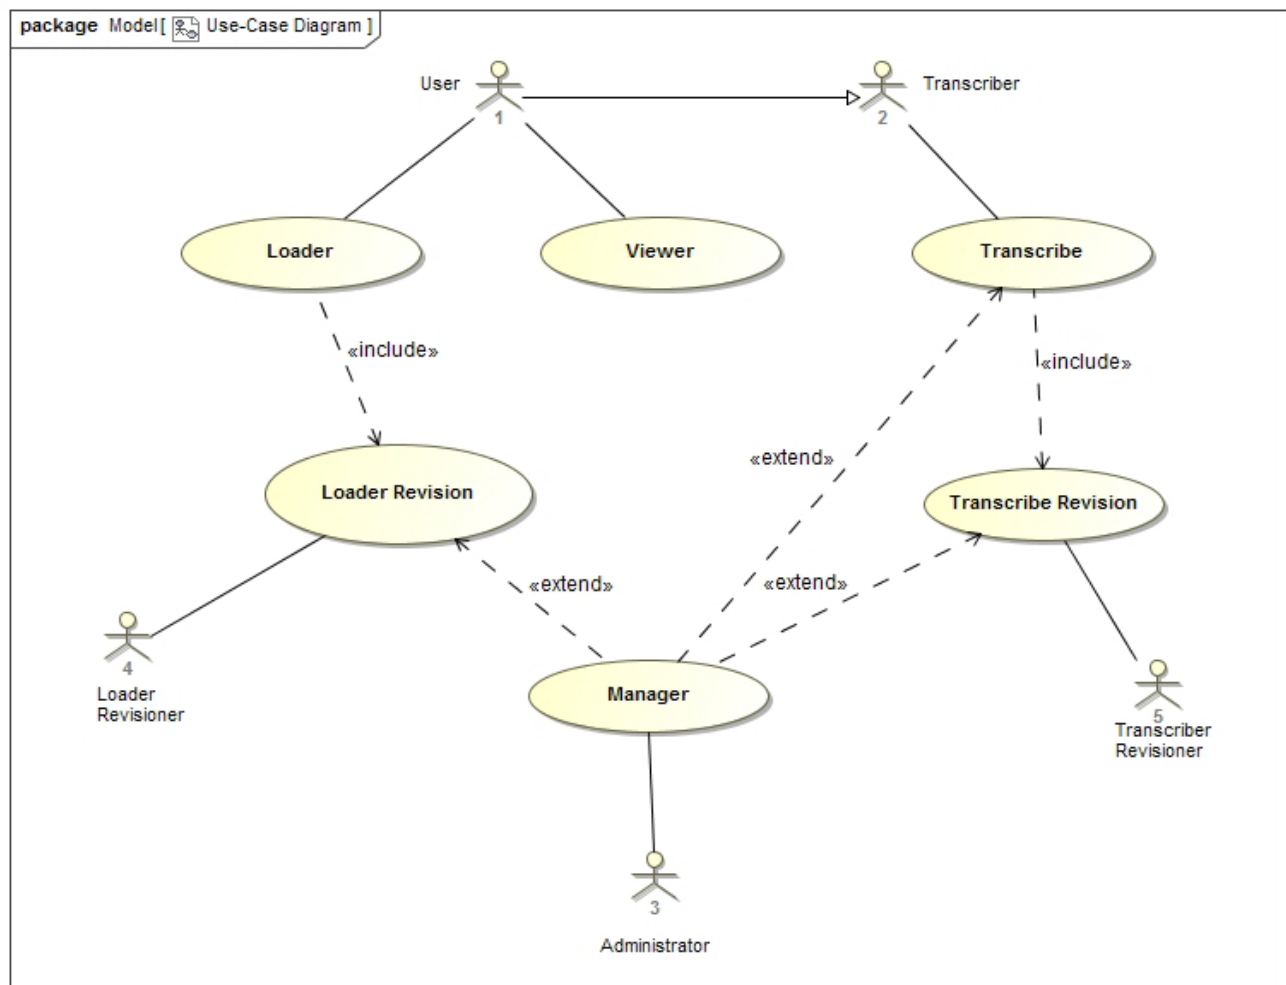 package Model[ Use-Case Diagram ]
User
1
2
Transcriber
Loader
Viewer
Transcribe
«include»
«include»
«extend»
Loader Revision
Transcribe Revision
«extend»
«extend»
4
Loader
Revisioner
Manager
5
Transcriber
Revisioner
3
Administrator